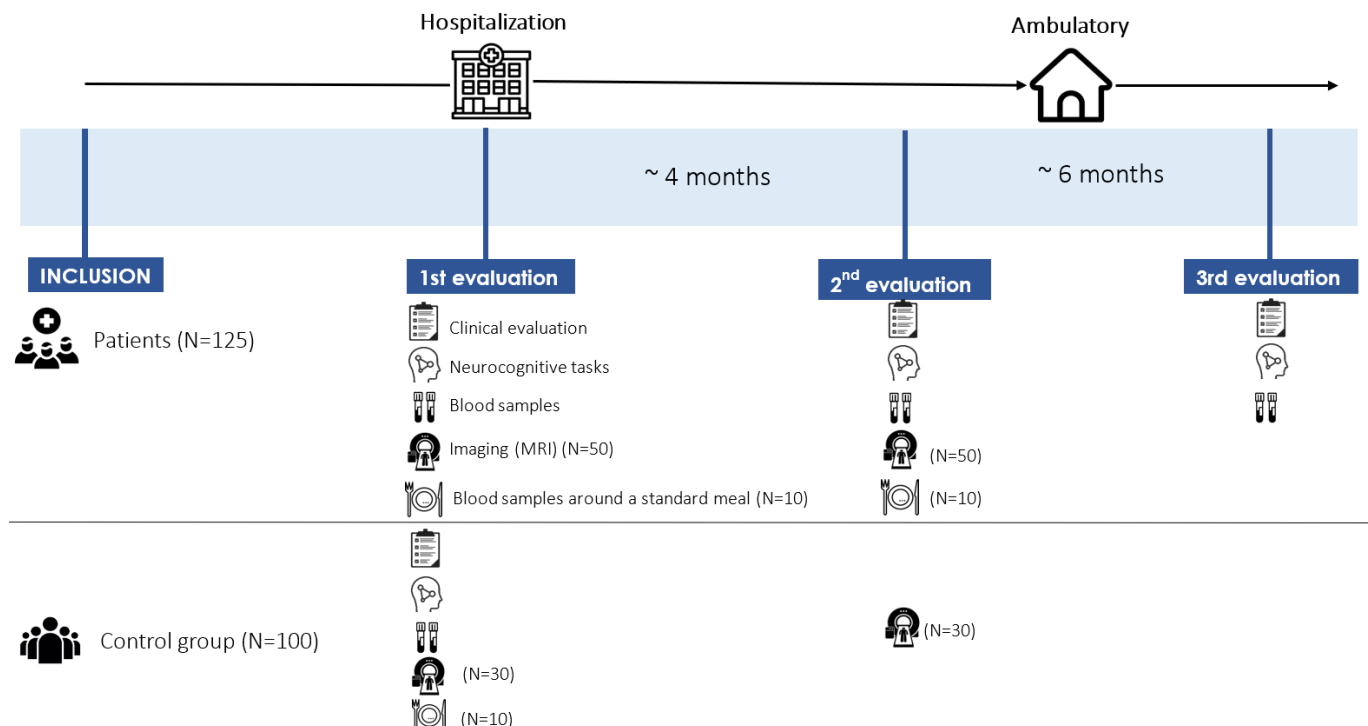 Hospitalization
Ambulatory
~ 4 months
~ 6 months
INCLUSION
1st evaluation
2nd evaluation
3rd evaluation
Patients (N=125)
Clinical evaluation
Neurocognitive tasks
Blood samples
Imaging (MRI) (N=50)
(N=50)
Blood samples around a standard meal (N=10)
(N=10)
Control group (N=100)
(N=30)
(N=30)
(N=10)